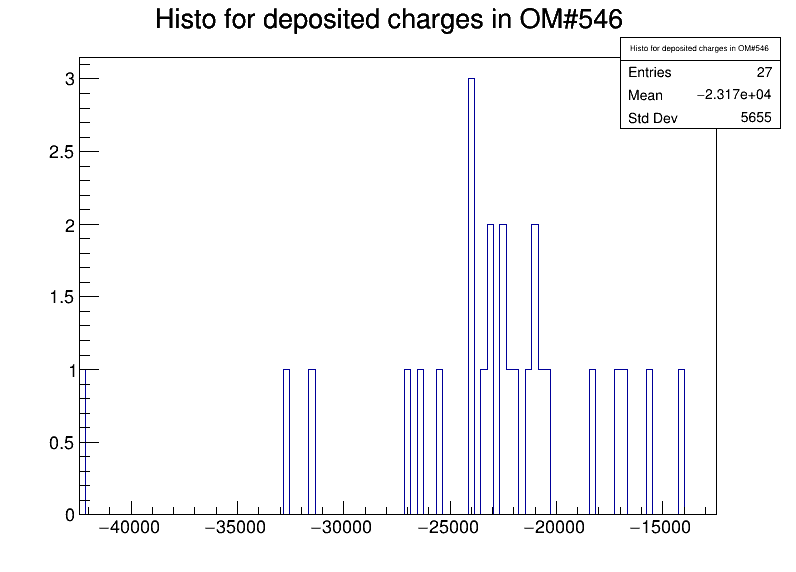 Histo for deposited charges in OM#546
Histo for deposited charges in OM#546
Entries 27
Mean −2.317e+04
Std Dev 5655
3
2.5
2
1.5
1
0.5
0
−40000 −35000 −30000 −25000 −20000 −15000